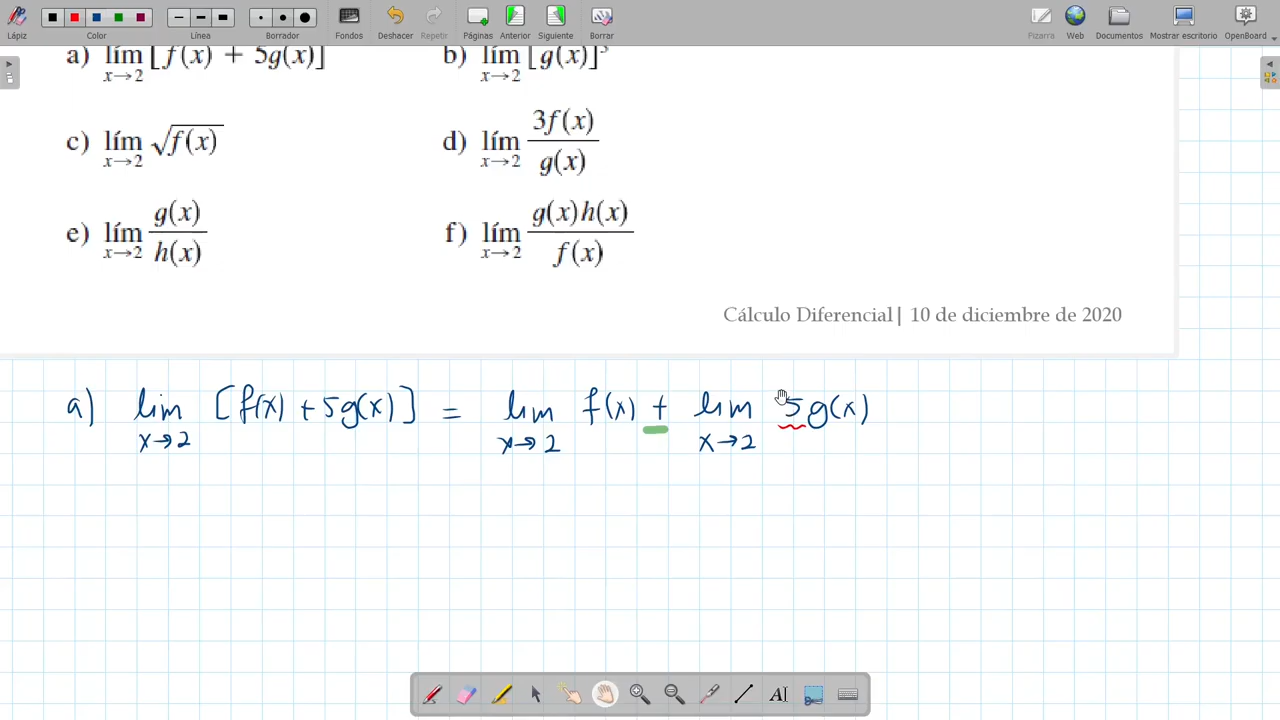 Lápiz Color Línea Borrador Fondos Deshacer Repetir Páginas Anterior Siguiente Borrar Pizarra Web Documentos Mostrar escritorio OpenBoard
a) lím x→2 [f(x) + 5g(x)] b) lím x→2 [g(x)]³
c) lím x→2 √f(x) d) lím x→2 3f(x)/g(x)
e) lím x→2 g(x)/h(x) f) lím x→2 g(x)h(x)/f(x)
Cálculo Diferencial| 10 de diciembre de 2020
a) lim x→2 [f(x) + 5g(x)] = lim x→2 f(x) + lim x→2 5g(x)
AI